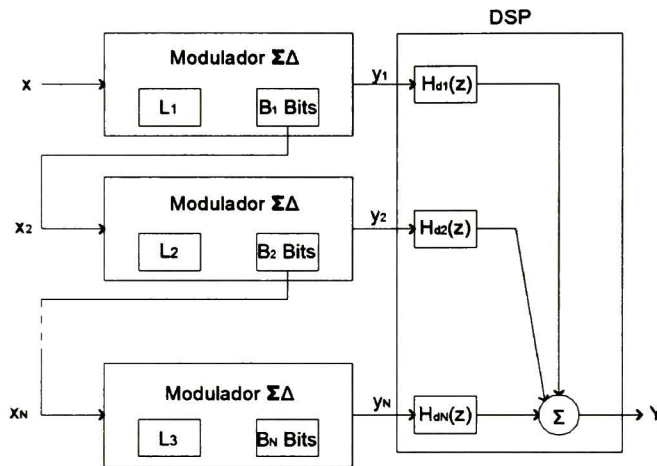 DSP
Modulador ΣΔ
x
y1
Hd1(z)
L1
B1 Bits
Modulador ΣΔ
x2
y2
Hd2(z)
L2
B2 Bits
Modulador ΣΔ
xN
yN
HdN(z)
Σ
Y
L3
BN Bits